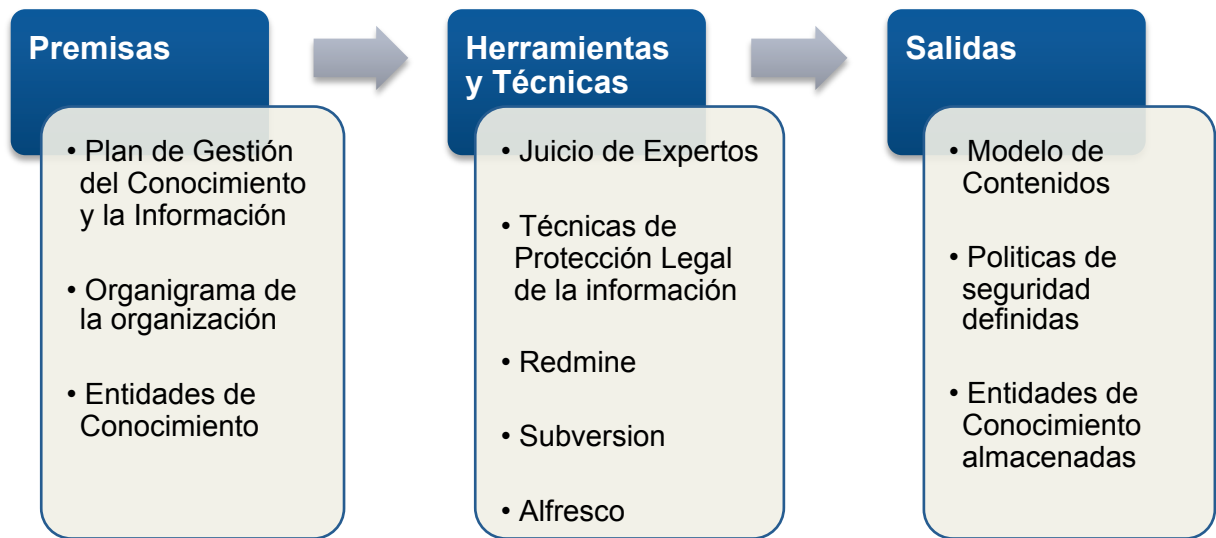 Premisas
• Plan de Gestión
del Conocimiento
y la Información
• Organigrama de
la organización
• Entidades de
Conocimiento
Herramientas
y Técnicas
• Juicio de Expertos
• Técnicas de
Protección Legal
de la información
• Redmine
• Subversion
• Alfresco
Salidas
• Modelo de
Contenidos
• Politicas de
seguridad
definidas
• Entidades de
Conocimiento
almacenadas